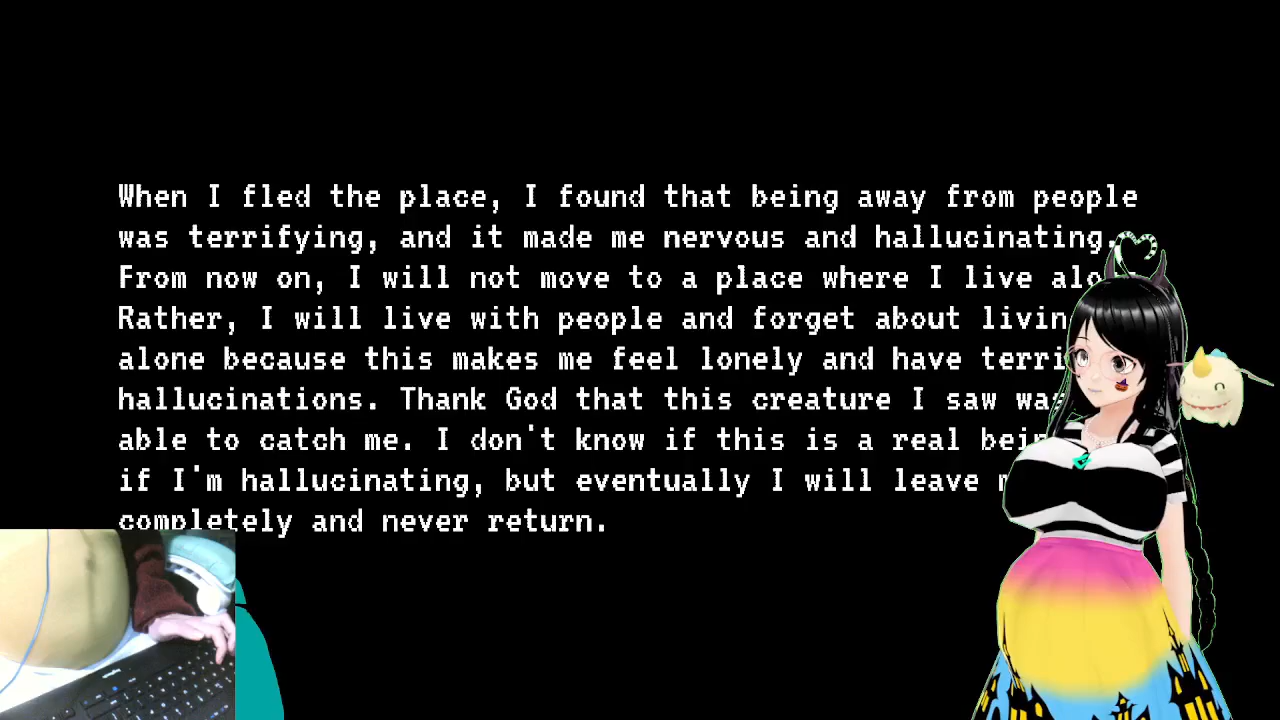 When I fled the place, I found that being away from people
was terrifying, and it made me nervous and hallucinating.
From now on, I will not move to a place where I live
Rather, I will live with people and forget about
alone because this makes me feel lonely and have
hallucinations. Thank God that this creature I saw
able to catch me. I don't know if this is a real
if I'm hallucinating, but eventually I will leave
completely and never return.